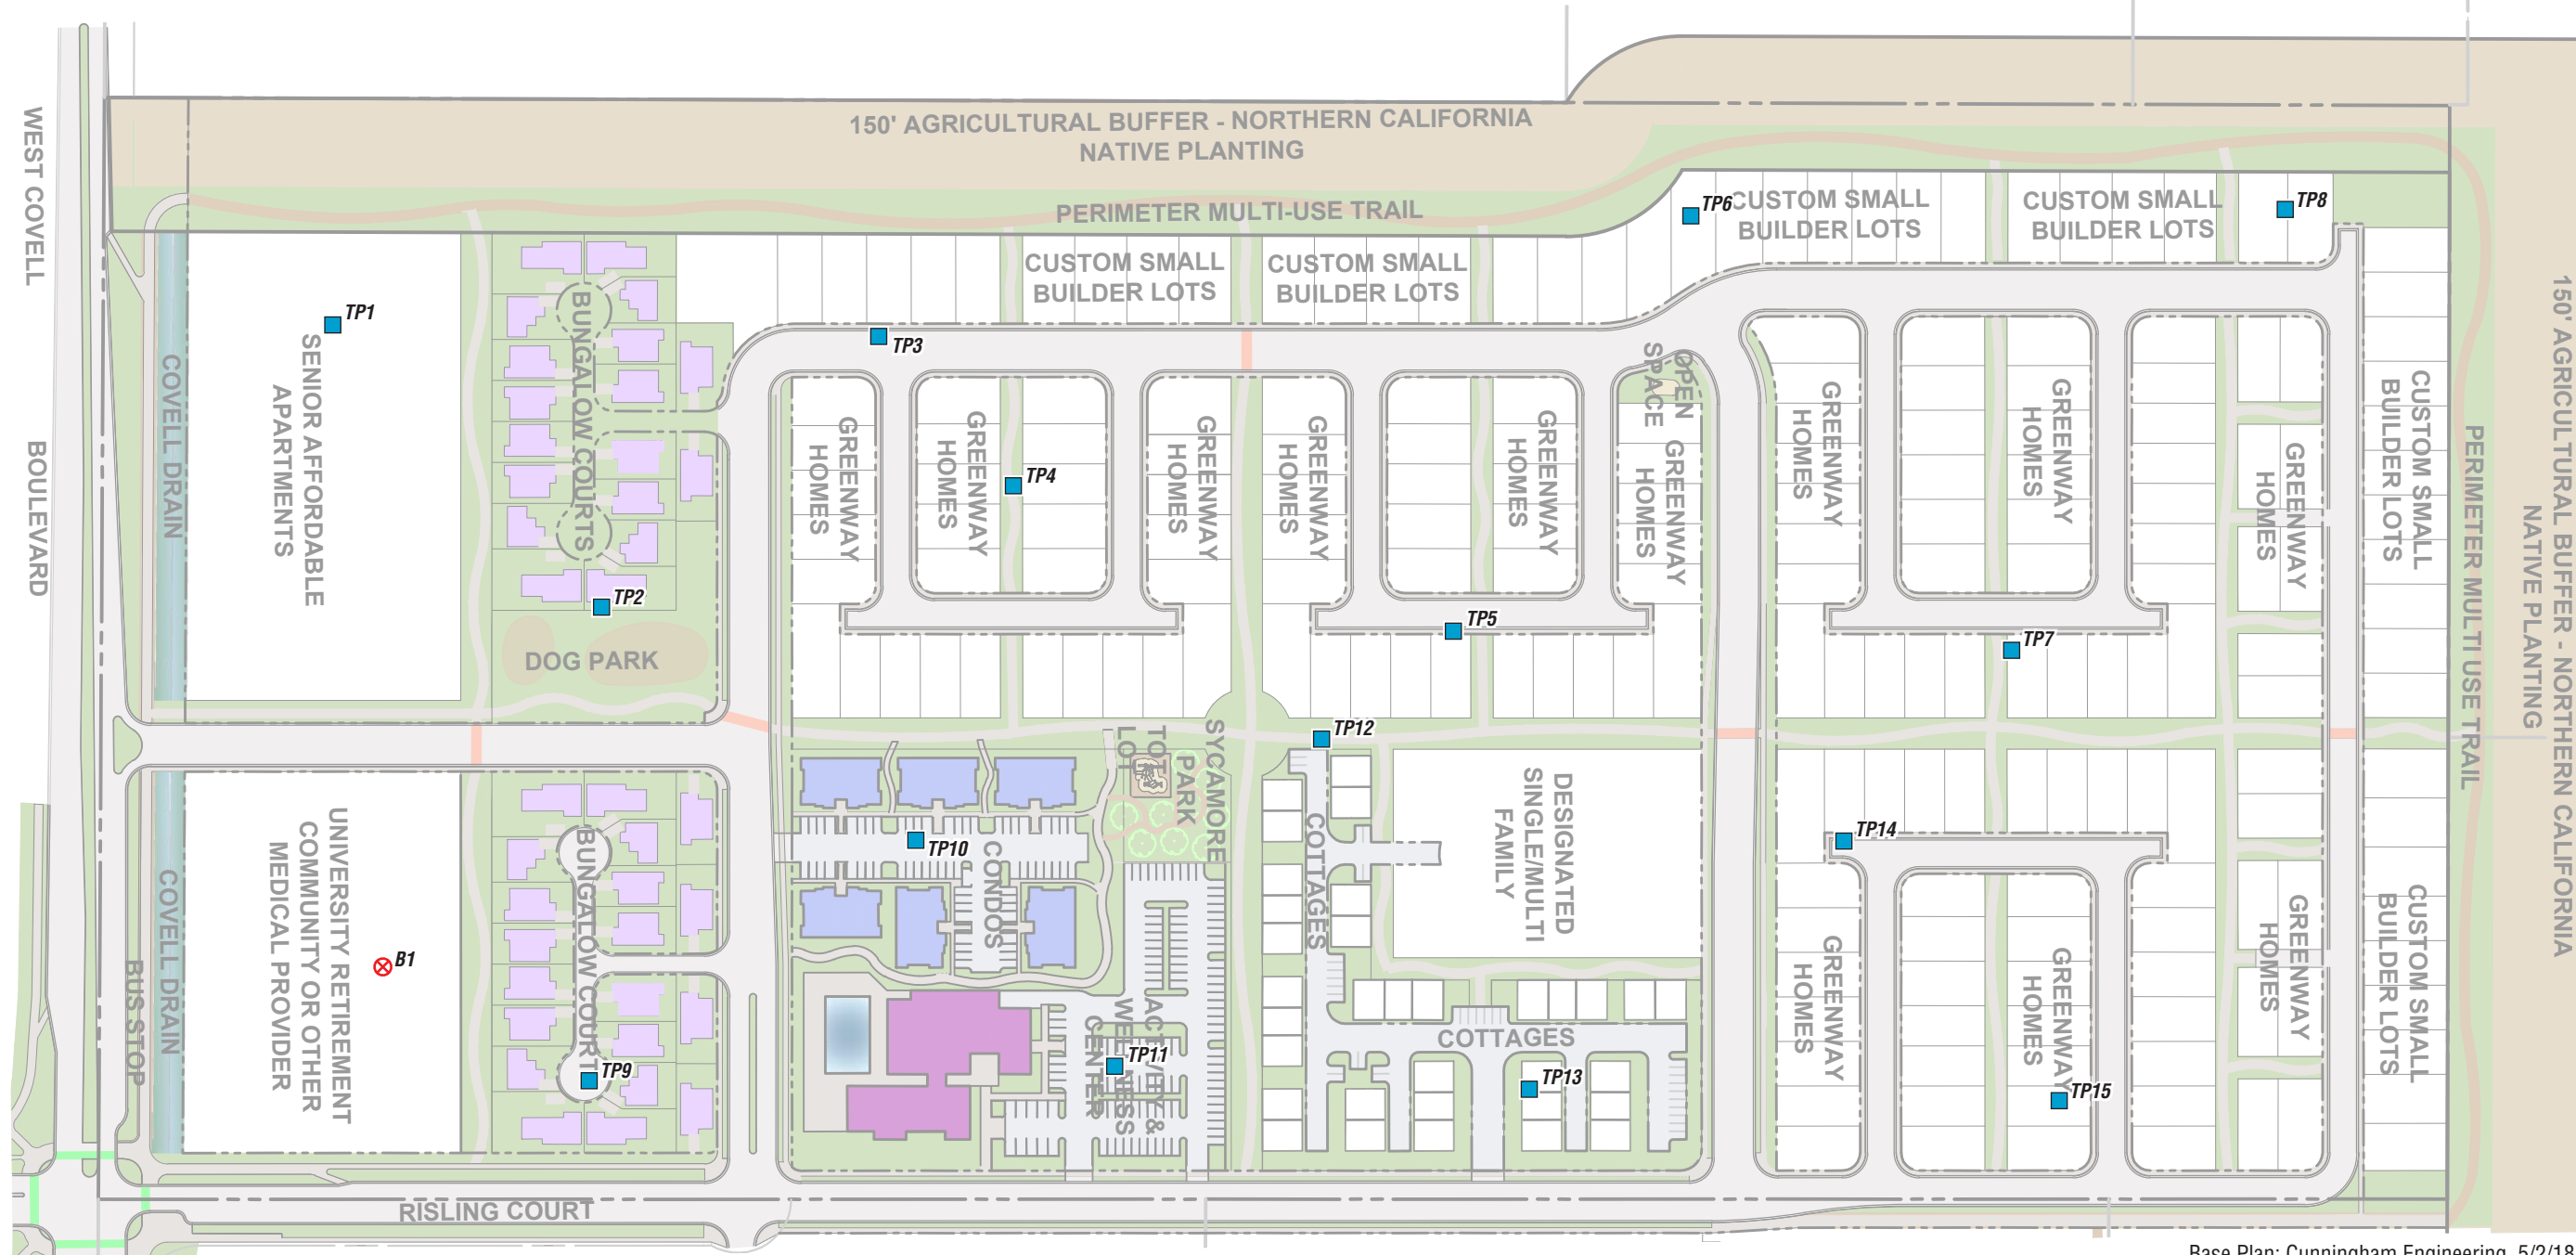 150' AGRICULTURAL BUFFER - NORTHERN CALIFORNIA
NATIVE PLANTING
PERIMETER MULTI-USE TRAIL
WEST COVELL
BOULEVARD
COVELL DRAIN
TP1
SENIOR AFFORDABLE
APARTMENTS
BUNGALOW COURTS
TP2
DOG PARK
CUSTOM SMALL
BUILDER LOTS
CUSTOM SMALL
BUILDER LOTS
TP6
CUSTOM SMALL
BUILDER LOTS
CUSTOM SMALL
BUILDER LOTS
TP8
TP3
GREENWAY
HOMES
GREENWAY
HOMES
TP4
GREENWAY
HOMES
GREENWAY
HOMES
TP5
GREENWAY
HOMES
OPEN
SPACE
GREENWAY
HOMES
GREENWAY
HOMES
GREENWAY
HOMES
TP7
GREENWAY
HOMES
CUSTOM SMALL
BUILDER LOTS
PERIMETER MULTI USE TRAIL
150' AGRICULTURAL BUFFER - NORTHERN CALIFORNIA
NATIVE PLANTING
BUS STOP
COVELL DRAIN
UNIVERSITY RETIREMENT
COMMUNITY OR OTHER
MEDICAL PROVIDER
B1
BUNGALOW COURT
TP9
TP10
CONDOS
TOT
LOT
SYCAMORE
PARK
ACTIVITY &
WELLNESS
CENTER
TP11
TP12
COTTAGES
DESIGNATED
SINGLE/MULTI
FAMILY
COTTAGES
TP13
TP14
GREENWAY
HOMES
GREENWAY
HOMES
TP15
GREENWAY
HOMES
CUSTOM SMALL
BUILDER LOTS
RISLING COURT
Base Plan: Cunningham Engineering, 5/2/18